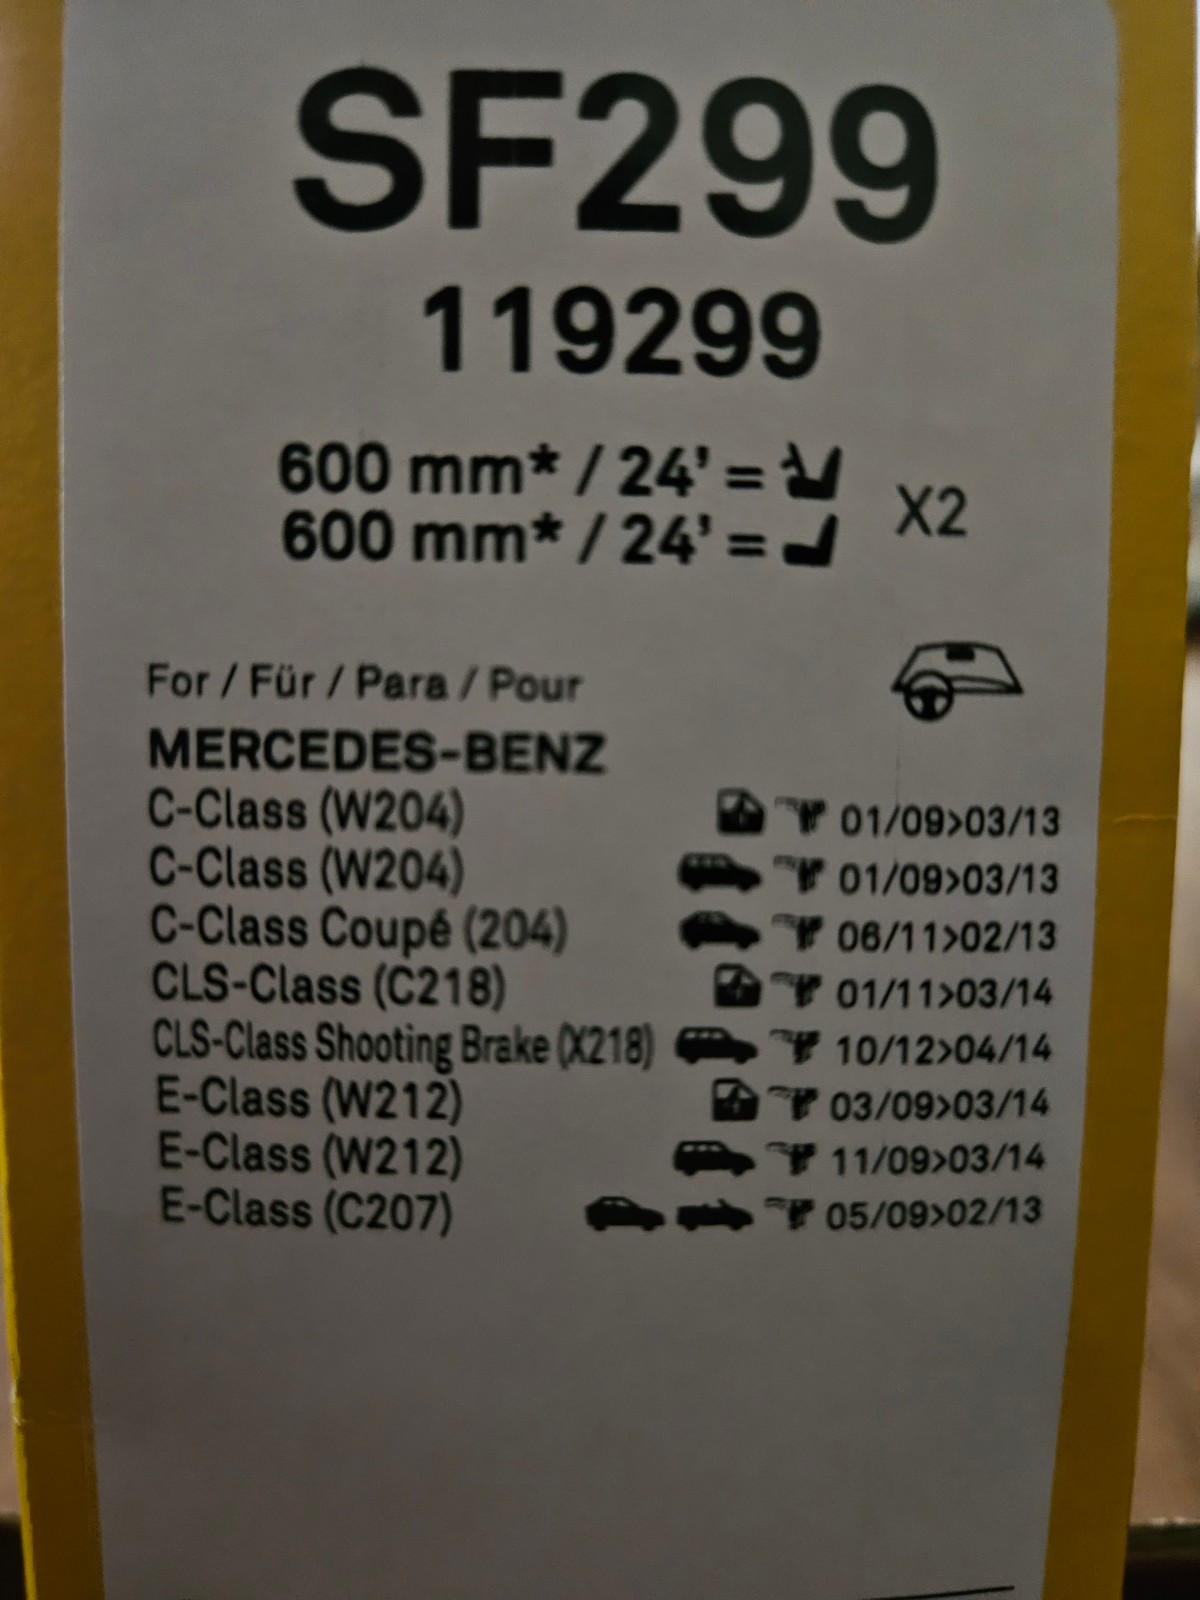 SF299
119299
600 mm* / 24' =
600 mm* / 24' =
X2
For / Für / Para / Pour
MERCEDES-BENZ
C-Class (W204) 01/09>03/13
C-Class (W204) 01/09>03/13
C-Class Coupé (204) 06/11>02/13
CLS-Class (C218) 01/11>03/14
CLS-Class Shooting Brake (X218) 10/12>04/14
E-Class (W212) 03/09>03/14
E-Class (W212) 11/09>03/14
E-Class (C207) 05/09>02/13